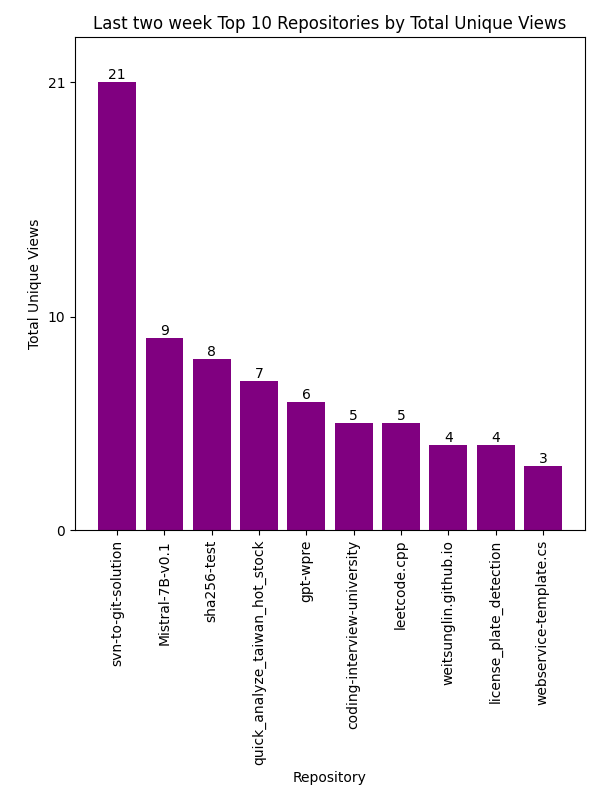 Last two week Top 10 Repositories by Total Unique Views
Total Unique Views
21
10
0
21
9
8
7
6
5
5
4
4
3
svn-to-git-solution
Mistral-7B-v0.1
sha256-test
quick_analyze_taiwan_hot_stock
gpt-wpre
coding-interview-university
leetcode.cpp
weitsunglin.github.io
license_plate_detection
webservice-template.cs
Repository